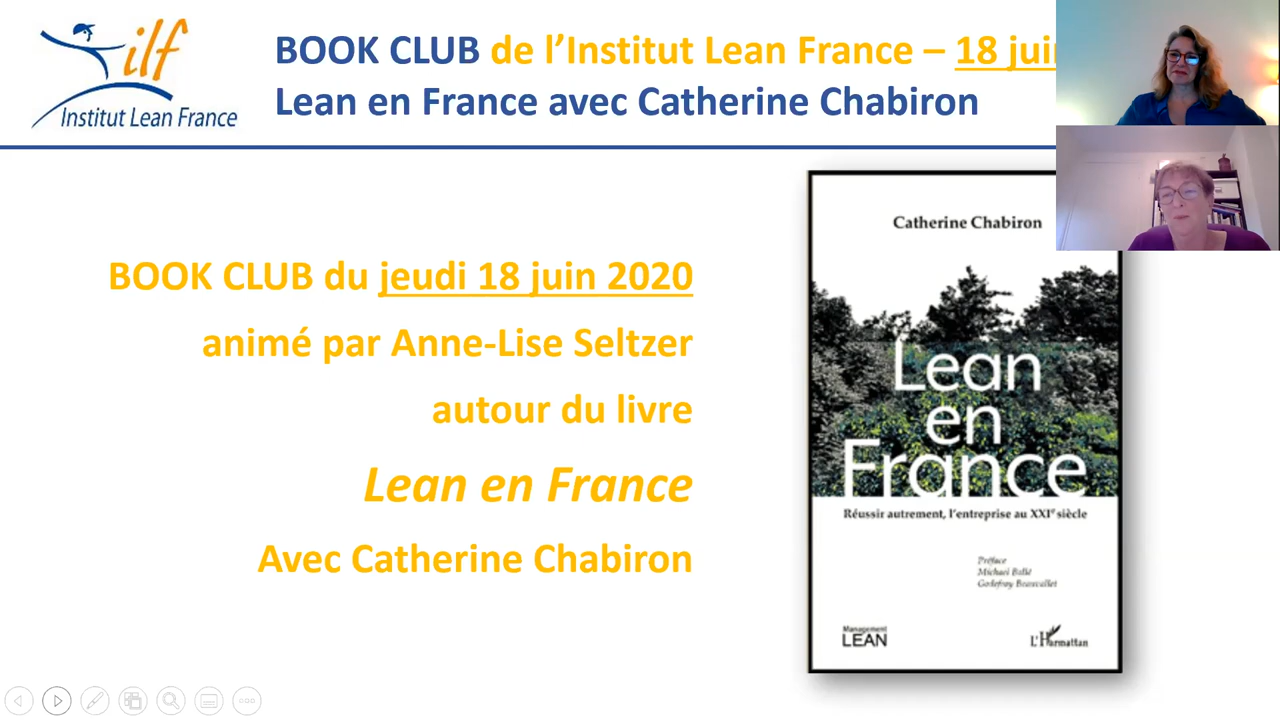 ilf
Institut Lean France
BOOK CLUB de l’Institut Lean France – 18 juin
Lean en France avec Catherine Chabiron
BOOK CLUB du jeudi 18 juin 2020
animé par Anne-Lise Seltzer
autour du livre
Lean en France
Avec Catherine Chabiron
Catherine Chabiron
Lean
en
France
Réussir autrement, l’entreprise au XXIe siècle
Préface
Michael Ballé
Godefroy Beauvallet
Management
LEAN
L’Harmattan